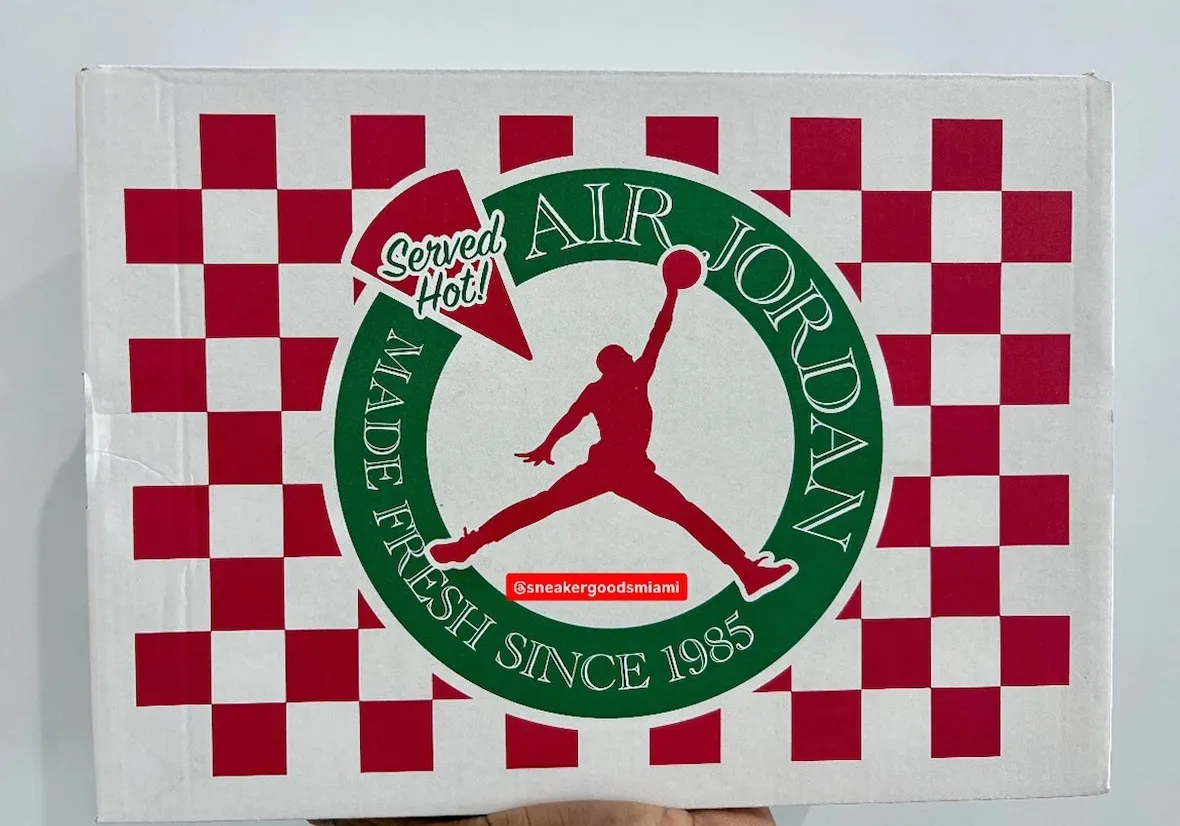 Served
Hot!
AIR JORDAN
MADE FRESH SINCE 1985
@sneakergoodsmiami